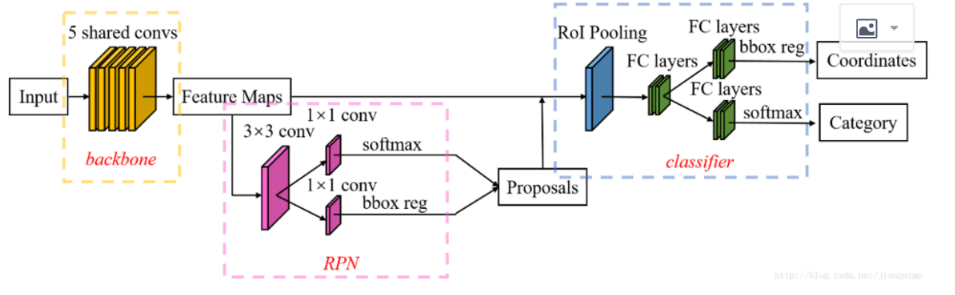 5 shared convs
Input
Feature Maps
backbone
3×3 conv
1×1 conv
softmax
1×1 conv
bbox reg
RPN
Proposals
RoI Pooling
FC layers
FC layers
bbox reg
FC layers
softmax
classifier
Coordinates
Category